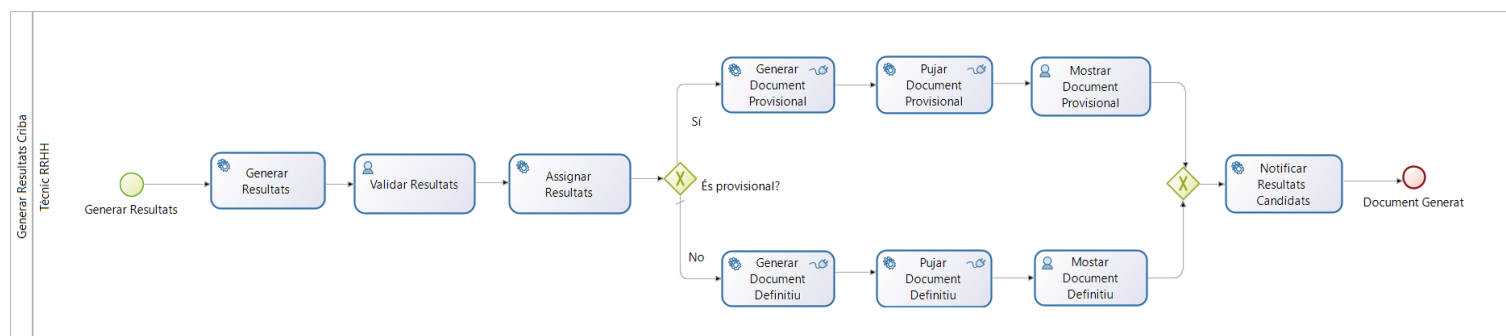 Generar Resultats Criba
Tècnic RRHH
Generar Resultats
Generar
Resultats
Validar Resultats
Assignar
Resultats
És provisional?
Sí
Generar
Document
Provisional
Pujar
Document
Provisional
Mostrar
Document
Provisional
No
Generar
Document
Definitiu
Pujar
Document
Definitiu
Mostar
Document
Definitiu
Notificar
Resultats
Candidats
Document Generat